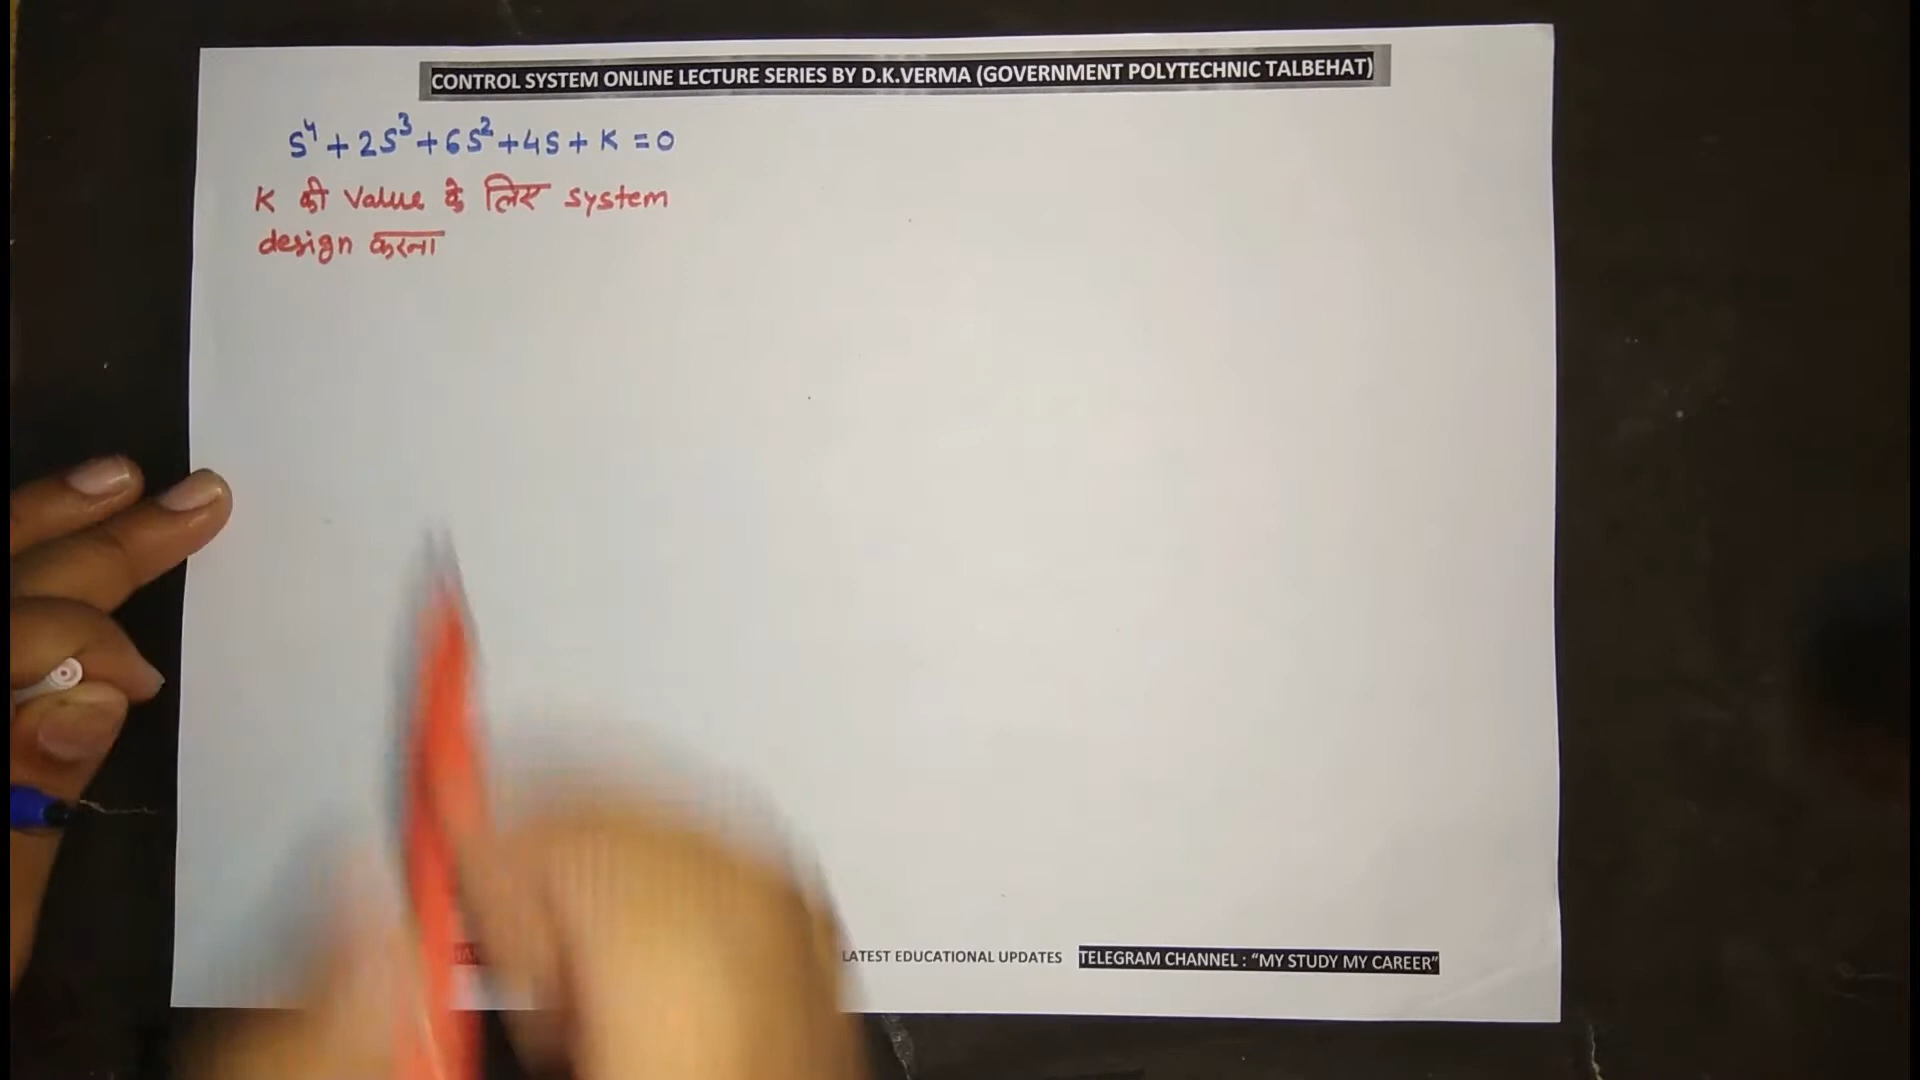 CONTROL SYSTEM ONLINE LECTURE SERIES BY D.K.VERMA (GOVERNMENT POLYTECHNIC TALBEHAT)
S⁴ + 2S³ + 6S² + 4S + K = 0
K की Value के लिए system
design करना
LATEST EDUCATIONAL UPDATES TELEGRAM CHANNEL : “MY STUDY MY CAREER”